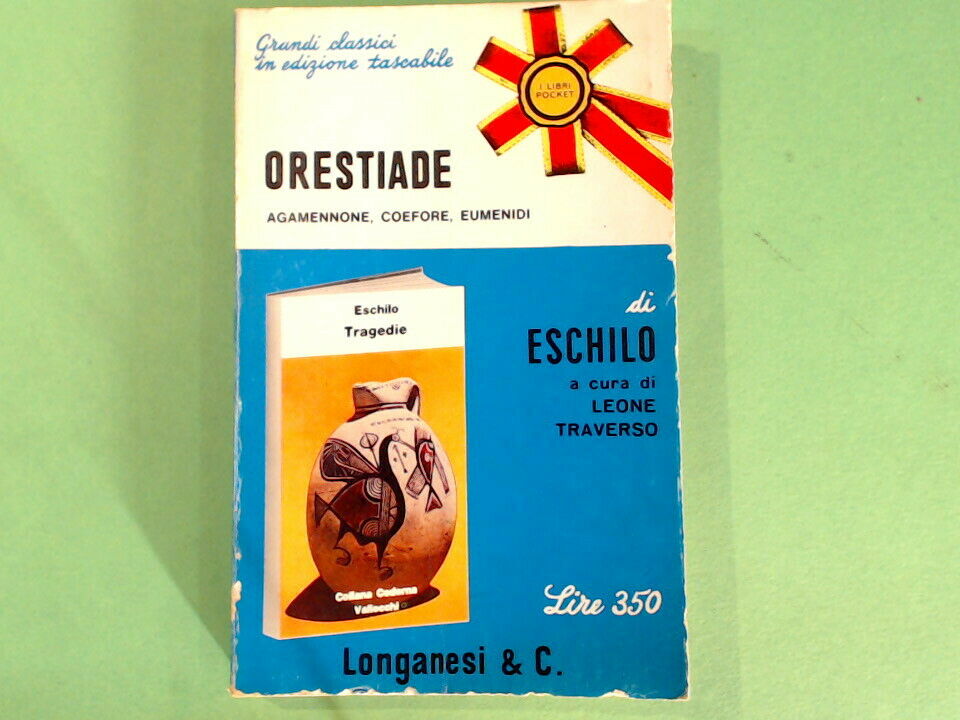 Grandi classici
in edizione tascabile
I LIBRI
POCKET
ORESTIADE
AGAMENNONE, COEFORE, EUMENIDI
Eschilo
Tragedie
Collana Cederna
Vallecchi
di
ESCHILO
a cura di
LEONE
TRAVERSO
Lire 350
Longanesi & C.